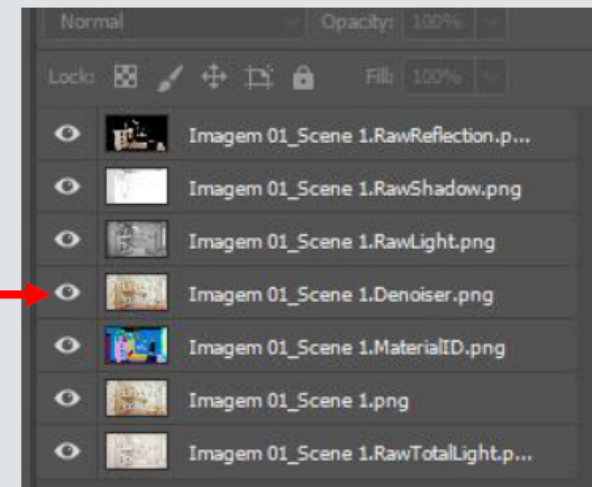 Normal Opacity: 100%
Lock: Fill: 100%
Imagem 01_Scene 1.RawReflection.p...
Imagem 01_Scene 1.RawShadow.png
Imagem 01_Scene 1.RawLight.png
Imagem 01_Scene 1.Denoiser.png
Imagem 01_Scene 1.MaterialID.png
Imagem 01_Scene 1.png
Imagem 01_Scene 1.RawTotalLight.p...